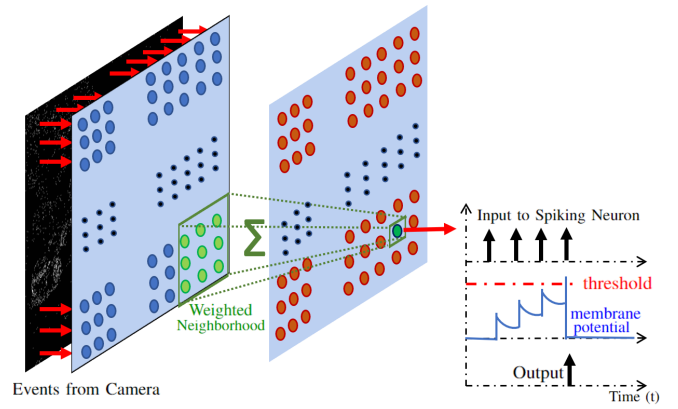 Input to Spiking Neuron
threshold
membrane
potential
Σ
Weighted
Neighborhood
Output
Time (t)
Events from Camera